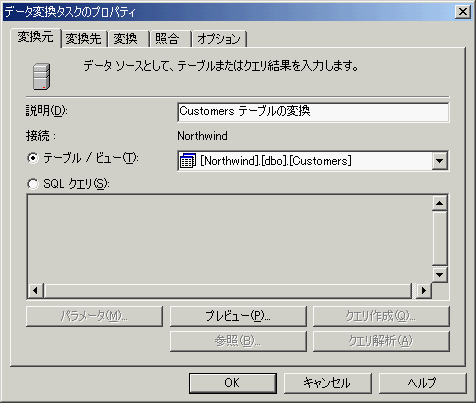 データ変換タスクのプロパティ
変換元 変換先 変換 照合 オプション
データ ソースとして、テーブルまたはクエリ結果を入力します。
説明(D): Customers テーブルの変換
接続 : Northwind
テーブル / ビュー(T): [Northwind].[dbo].[Customers]
SQL クエリ(S):
パラメータ(M)... プレビュー(P)... クエリ作成(Q)...
参照(B)... クエリ解析(A)
OK キャンセル ヘルプ